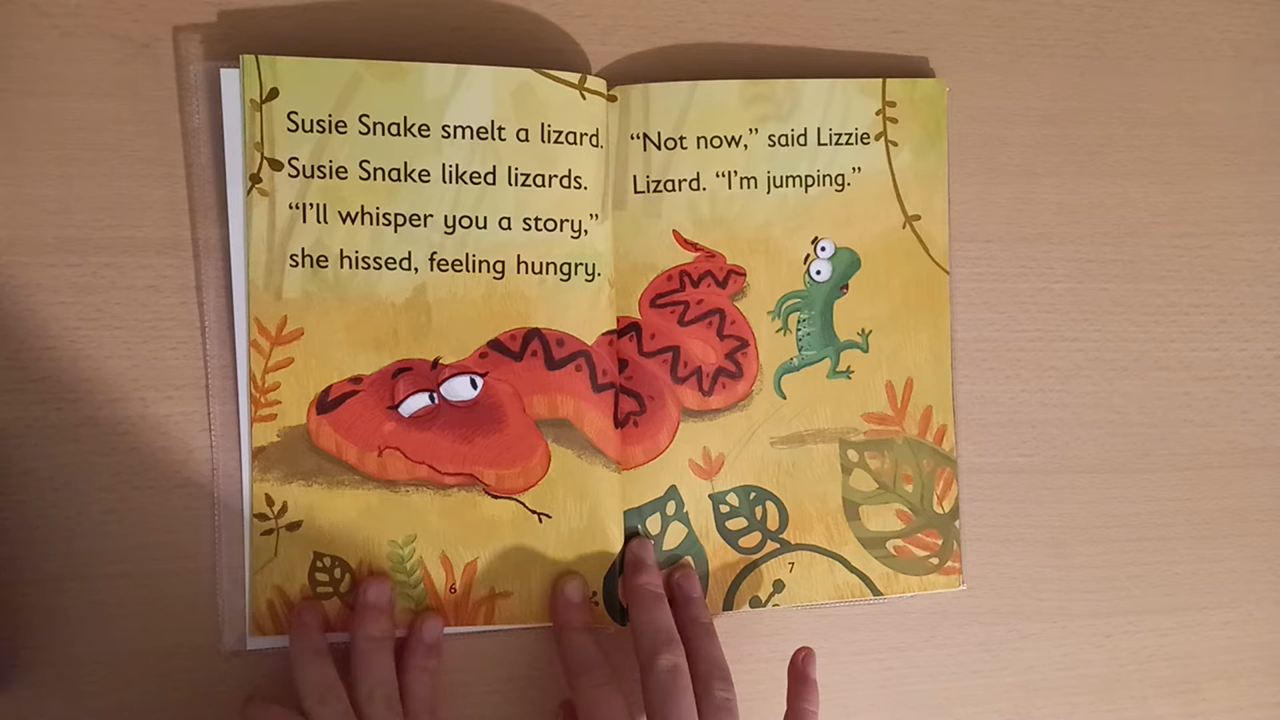 Susie Snake smelt a lizard.
Susie Snake liked lizards.
“I’ll whisper you a story,”
she hissed, feeling hungry.
6
“Not now,” said Lizzie
Lizard. “I’m jumping.”
7